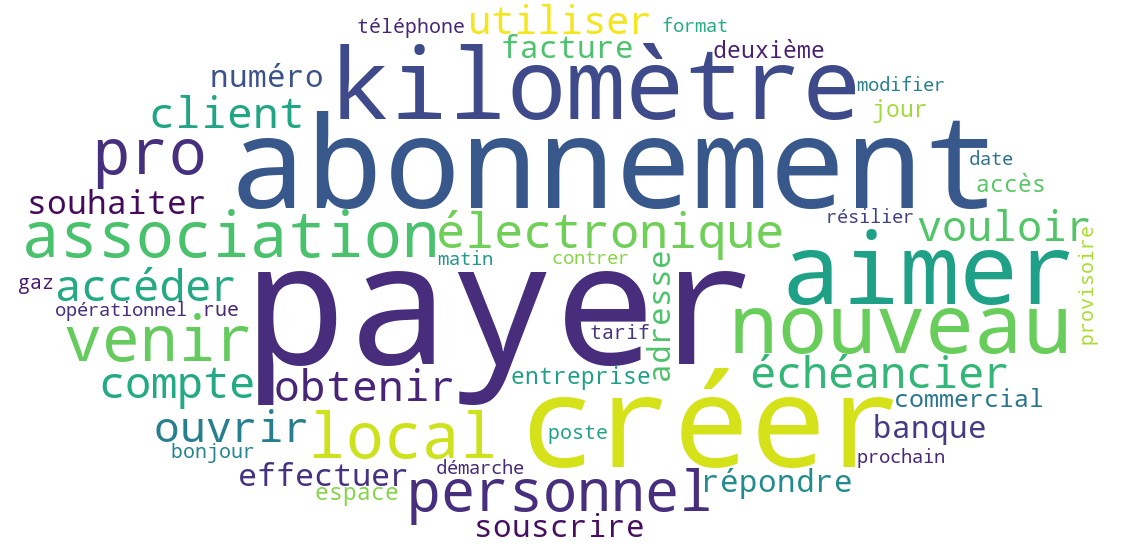 téléphone
utiliser
format
facture
deuxième
numéro
kilomètre
modifier
client
jour
pro
abonnement
date
accès
souhaiter
résilier
association
électronique
vouloir
matin
contrer
aimer
provisoire
gaz
accéder
adresse
opérationnel
rue
payer
tarif
nouveau
venir
compte
obtenir
entreprise
échéancier
créer
commercial
ouvrir
local
poste
banque
bonjour
effectuer
démarche
prochain
espace
personnel
répondre
souscrire